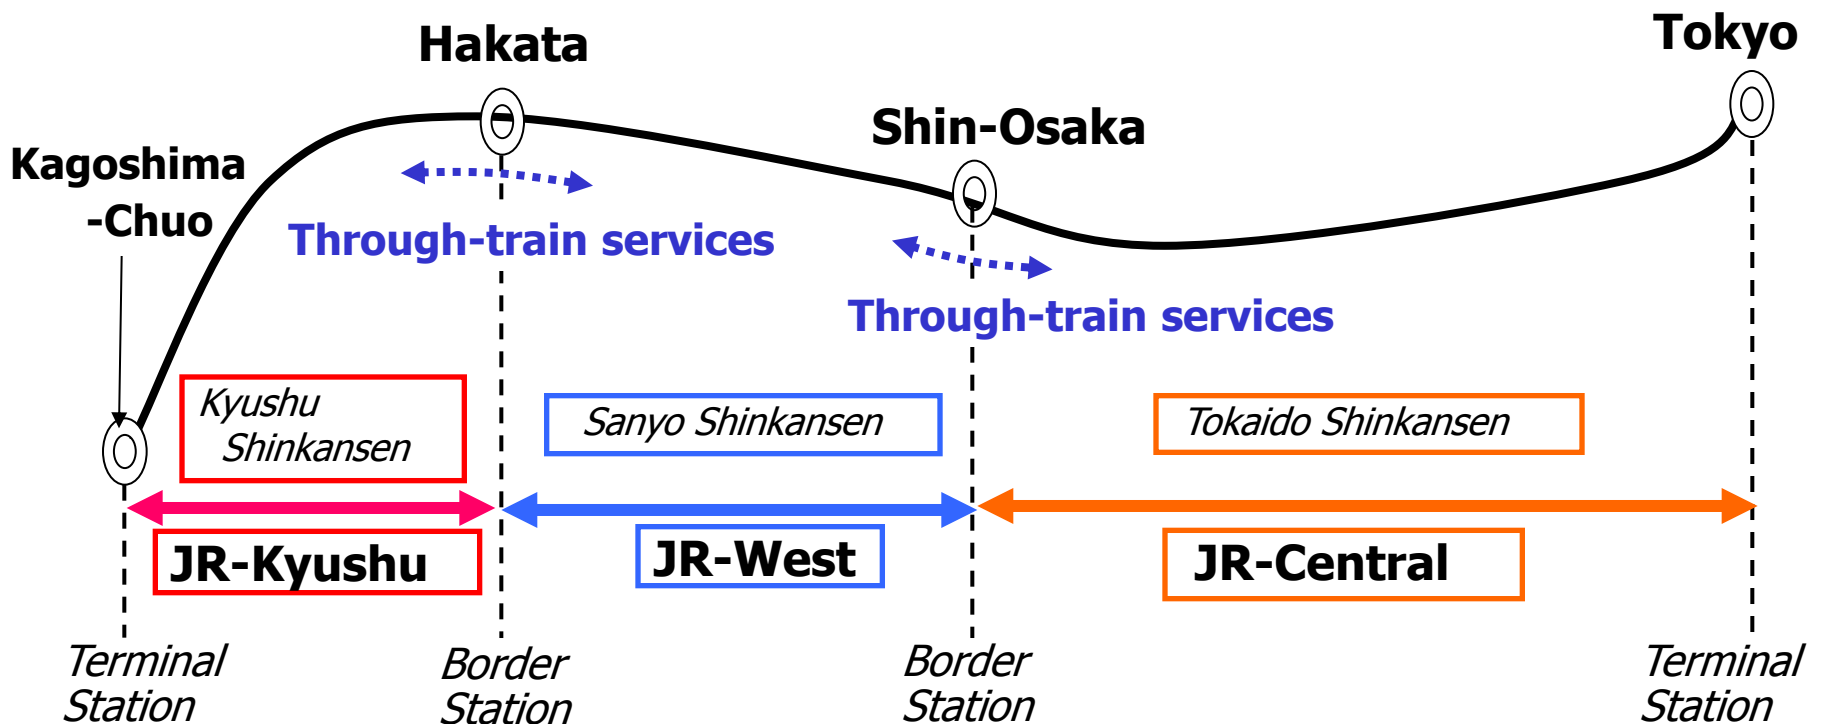 Hakata
Tokyo
Shin-Osaka
Kagoshima
-Chuo
Through-train services
Through-train services
Kyushu
Shinkansen
Sanyo Shinkansen
Tokaido Shinkansen
JR-Kyushu
JR-West
JR-Central
Terminal
Station
Border
Station
Border
Station
Terminal
Station